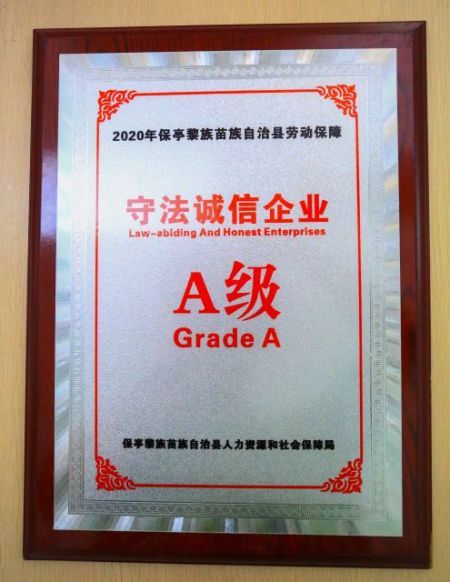 2020年保亭黎族苗族自治县劳动保障
守法诚信企业
Law-abiding And Honest Enterprises
A级
Grade A
保亭黎族苗族自治县人力资源和社会保障局